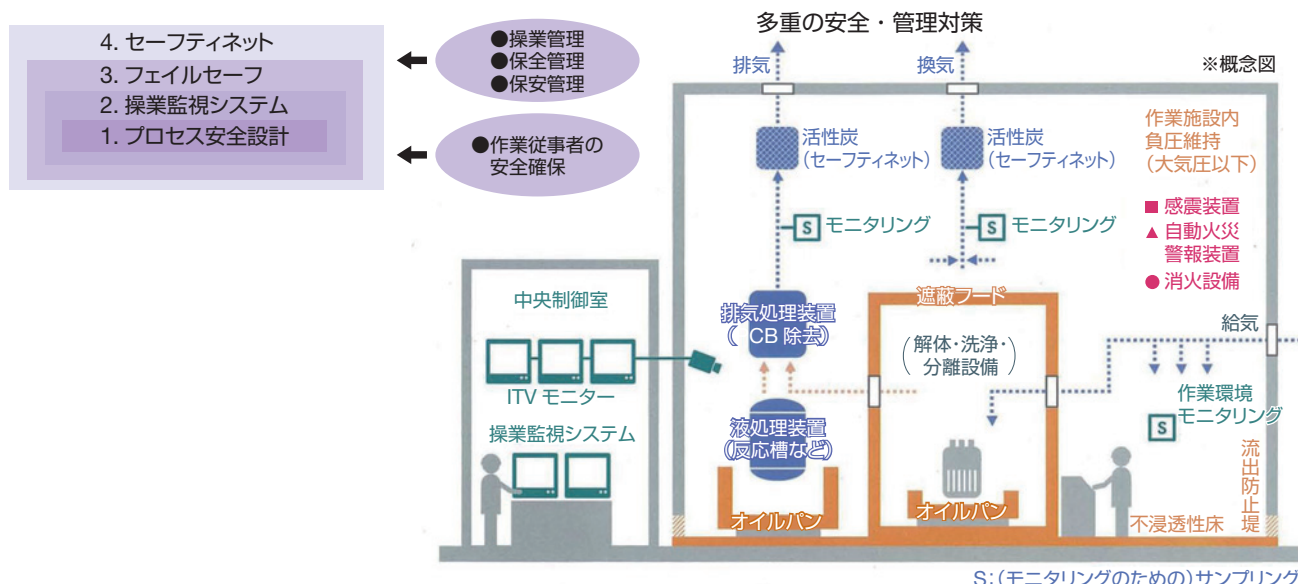 多重の安全・管理対策
4. セーフティネット
3. フェイルセーフ
2. 操業監視システム
1. プロセス安全設計
●操業管理
●保全管理
●保安管理
●作業従事者の
安全確保
排気
換気
※概念図
活性炭
(セーフティネット)
活性炭
(セーフティネット)
作業施設内
負圧維持
(大気圧以下)
S モニタリング
S モニタリング
■ 感震装置
▲ 自動火災
警報装置
● 消火設備
中央制御室
ITV モニター
操業監視システム
排気処理装置
( CB 除去)
液処理装置
(反応槽など)
オイルパン
遮蔽フード
(解体・洗浄・
分離設備)
オイルパン
給気
作業環境
モニタリング
S
流出防止堤
不浸透性床
S:(モニタリングのための)サンプリング